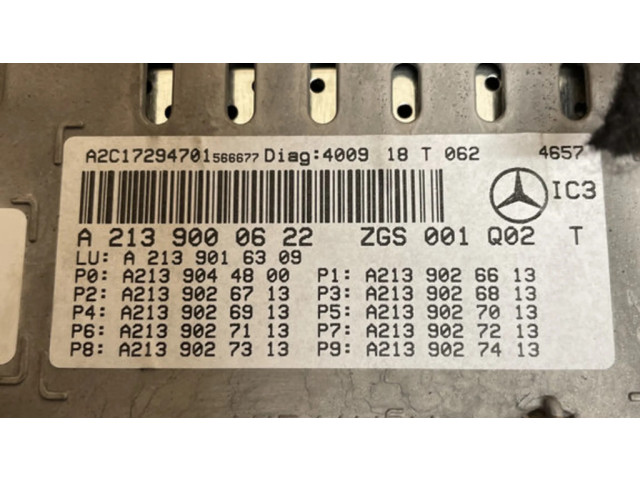 A2C17294701566677 Diag:4009 18 T 062 4657
IC3
A 213 900 06 22 ZGS 001 Q02 T
LU: A 213 901 63 09
P0: A213 904 48 00 P1: A213 902 66 13
P2: A213 902 67 13 P3: A213 902 68 13
P4: A213 902 69 13 P5: A213 902 70 13
P6: A213 902 71 13 P7: A213 902 72 13
P8: A213 902 73 13 P9: A213 902 74 13